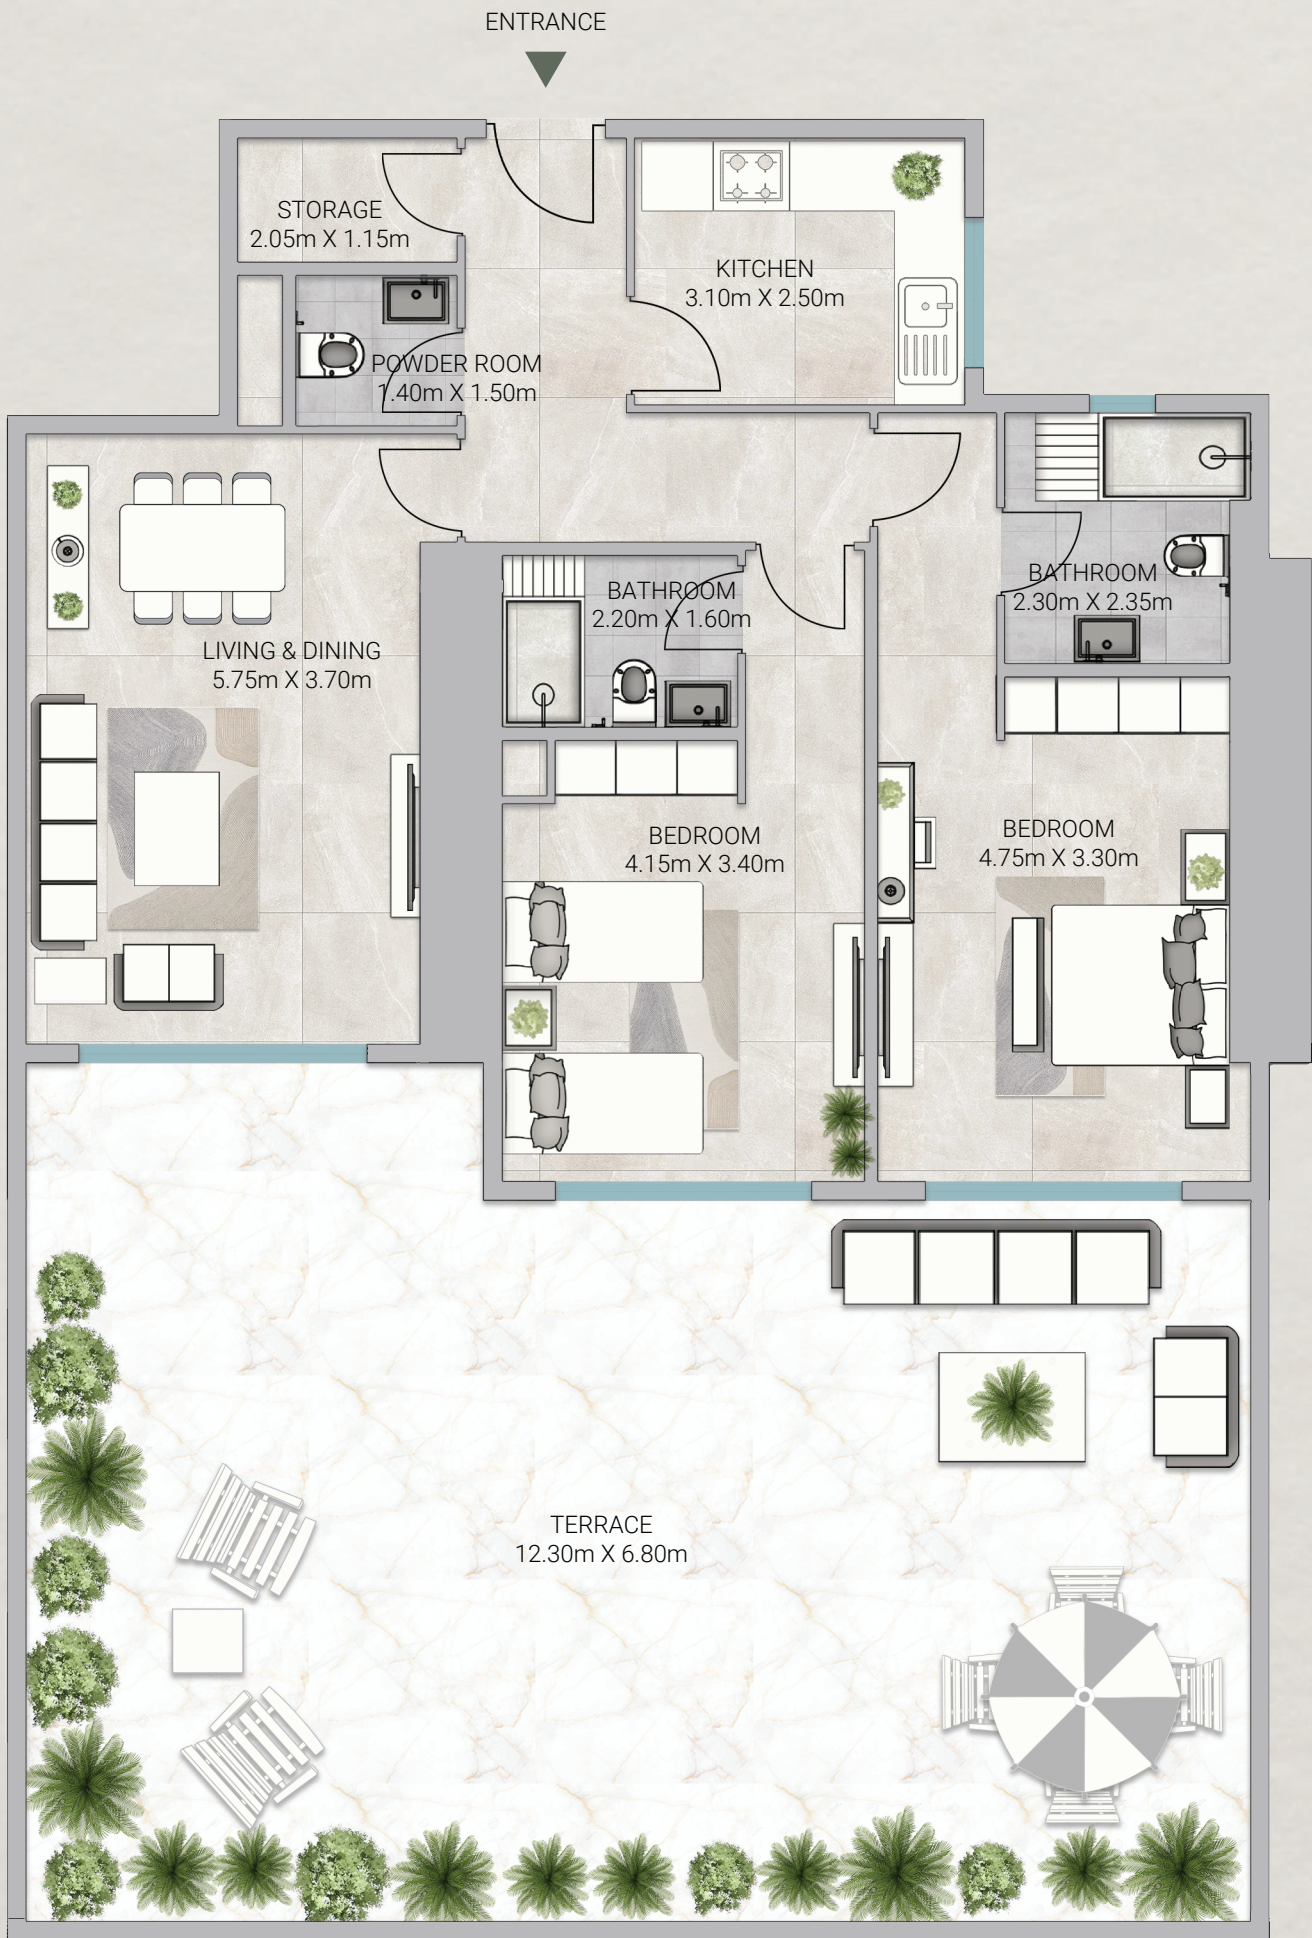 ENTRANCE
STORAGE
2.05m X 1.15m
KITCHEN
3.10m X 2.50m
POWDER ROOM
1.40m X 1.50m
BATHROOM
2.20m X 1.60m
BATHROOM
2.30m X 2.35m
LIVING & DINING
5.75m X 3.70m
BEDROOM
4.15m X 3.40m
BEDROOM
4.75m X 3.30m
TERRACE
12.30m X 6.80m